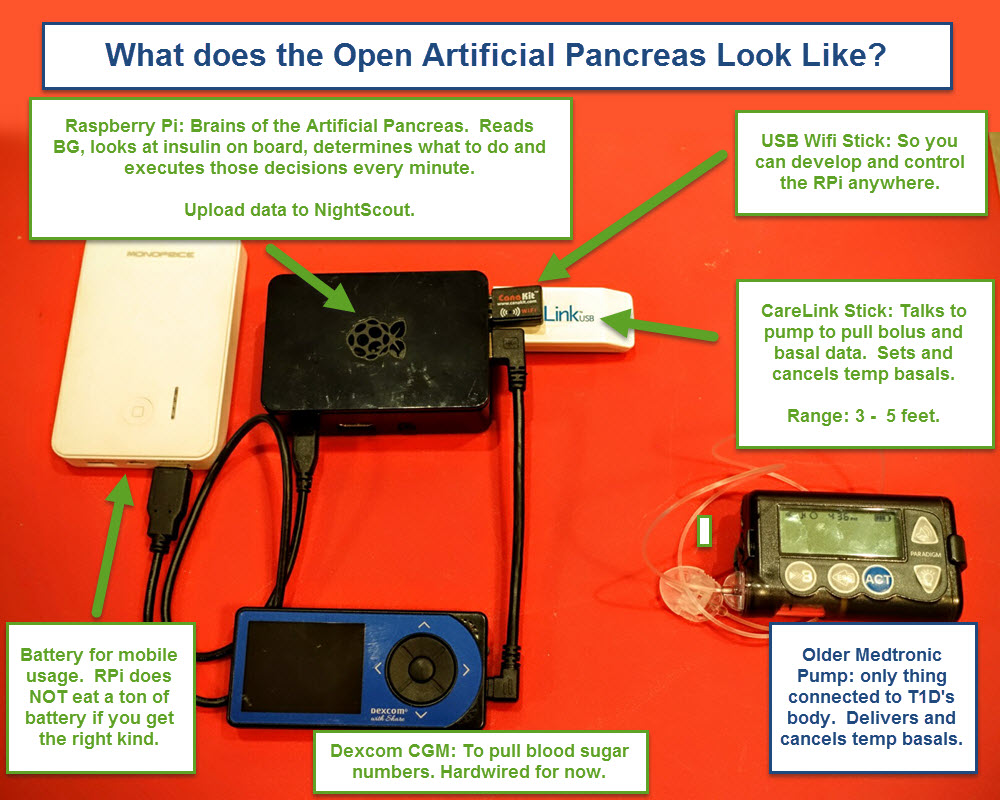 What does the Open Artificial Pancreas Look Like?
Raspberry Pi: Brains of the Artificial Pancreas. Reads
BG, looks at insulin on board, determines what to do and
executes those decisions every minute.
Upload data to NightScout.
USB Wifi Stick: So you
can develop and control
the RPi anywhere.
MONOPRICE
CanaKit
www.canakit.com
WiFi
Link USB
CareLink Stick: Talks to
pump to pull bolus and
basal data. Sets and
cancels temp basals.
Range: 3 - 5 feet.
4:36
PARADIGM
B
ACT
Battery for mobile
usage. RPi does
NOT eat a ton of
battery if you get
the right kind.
DEXCOM
with Share
Dexcom CGM: To pull blood sugar
numbers. Hardwired for now.
Older Medtronic
Pump: only thing
connected to T1D's
body. Delivers and
cancels temp basals.